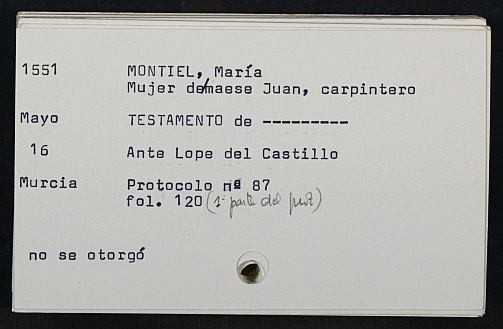 1551 MONTIEL, María
Mujer de/maese Juan, carpintero
Mayo TESTAMENTO de ---------
16 Ante Lope del Castillo
Murcia Protocolo nº 87
fol. 120 (1ª parte del prot)
no se otorgó